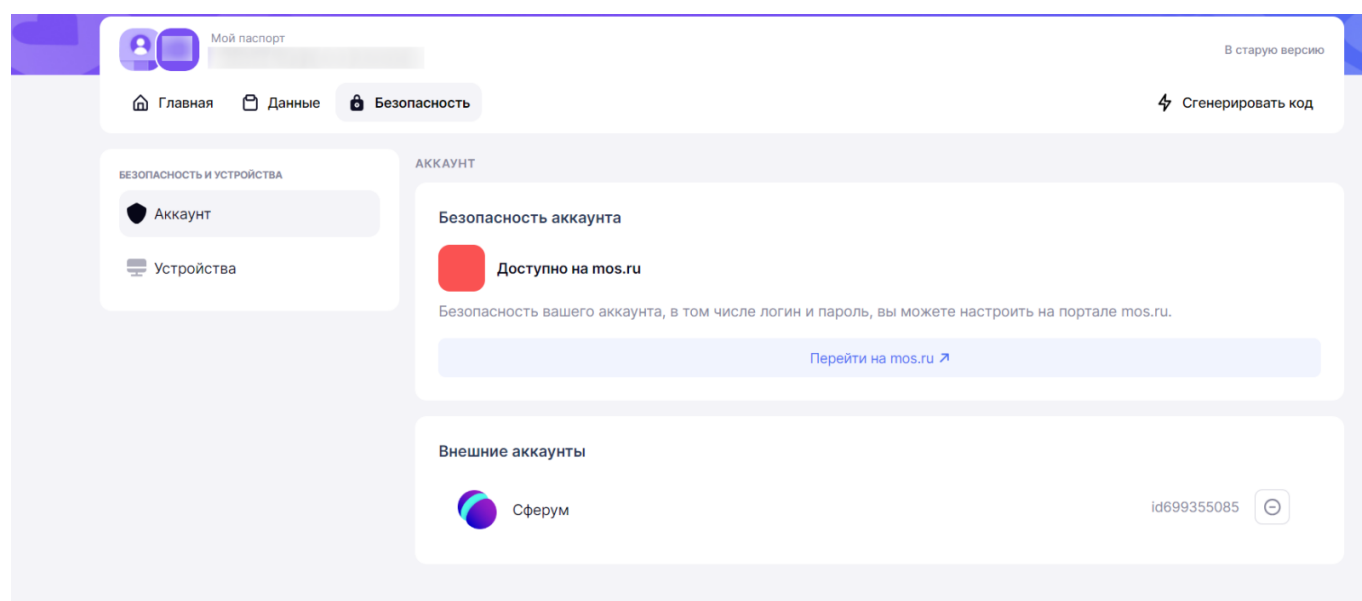 Мой паспорт
В старую версию
Главная
Данные
Безопасность
Сгенерировать код
БЕЗОПАСНОСТЬ И УСТРОЙСТВА
Аккаунт
Устройства
АККАУНТ
Безопасность аккаунта
Доступно на mos.ru
Безопасность вашего аккаунта, в том числе логин и пароль, вы можете настроить на портале mos.ru.
Перейти на mos.ru ↗
Внешние аккаунты
Сферум
id699355085